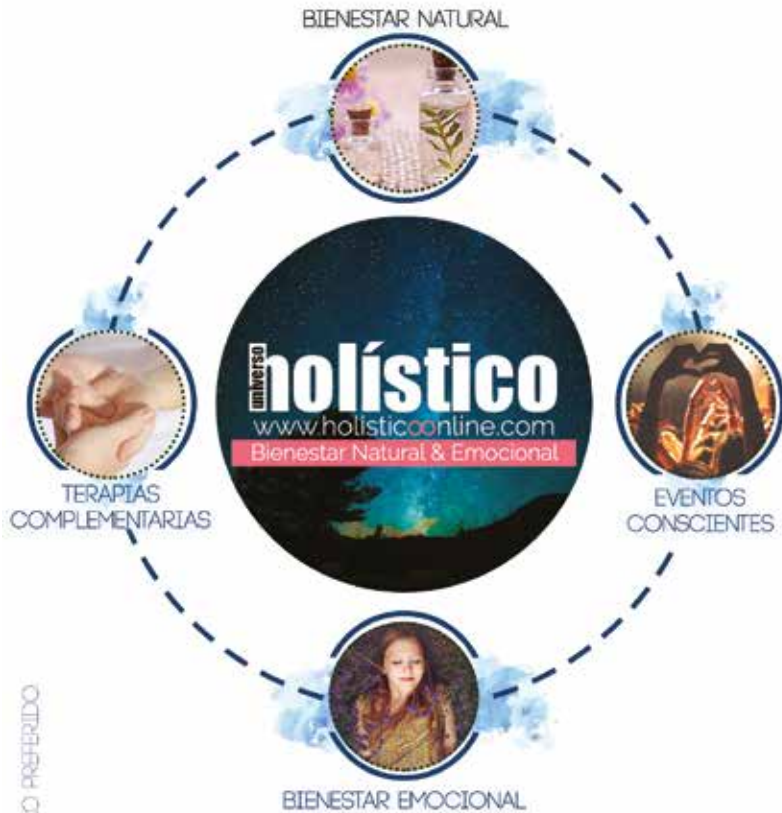 BIENESTAR NATURAL
universo
holístico
www.holisticoonline.com
Bienestar Natural & Emocional
TERAPIAS
COMPLEMENTARIAS
EVENTOS
CONSCIENTES
BIENESTAR EMOCIONAL
PREFERIDO